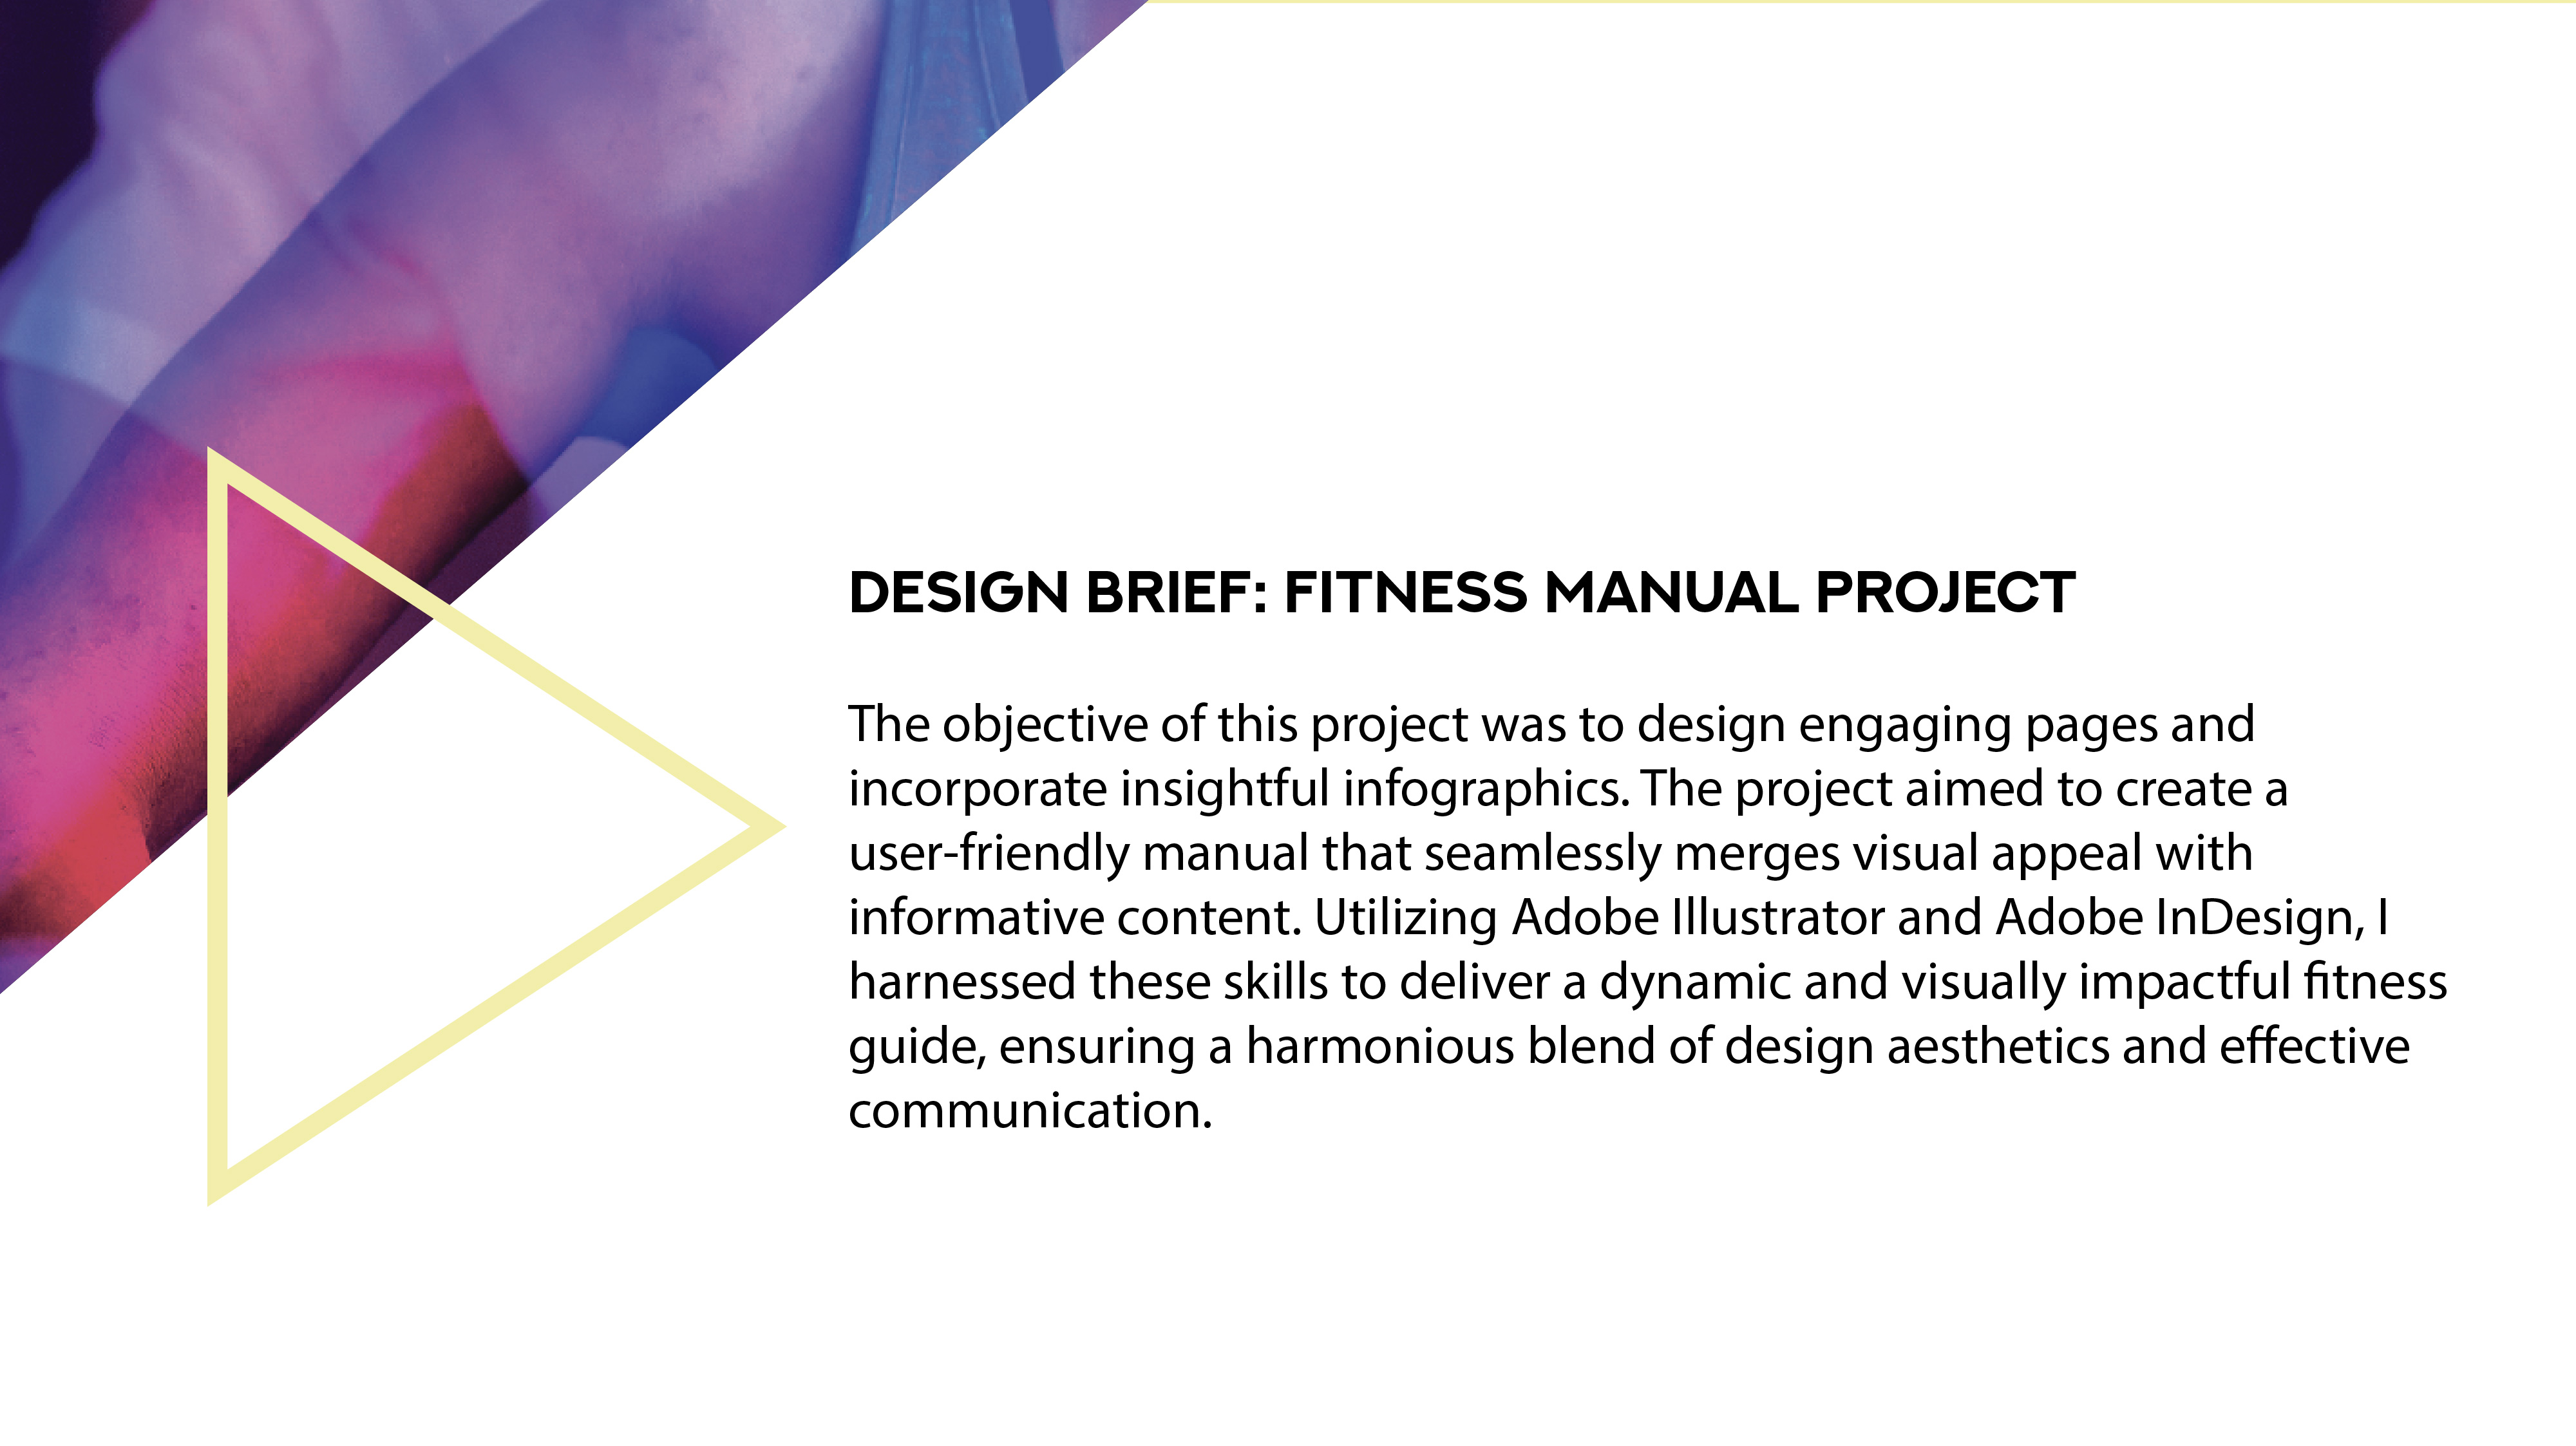 DESIGN BRIEF: FITNESS MANUAL PROJECT
The objective of this project was to design engaging pages and
incorporate insightful infographics. The project aimed to create a
user-friendly manual that seamlessly merges visual appeal with
informative content. Utilizing Adobe Illustrator and Adobe InDesign, I
harnessed these skills to deliver a dynamic and visually impactful fitness
guide, ensuring a harmonious blend of design aesthetics and effective
communication.